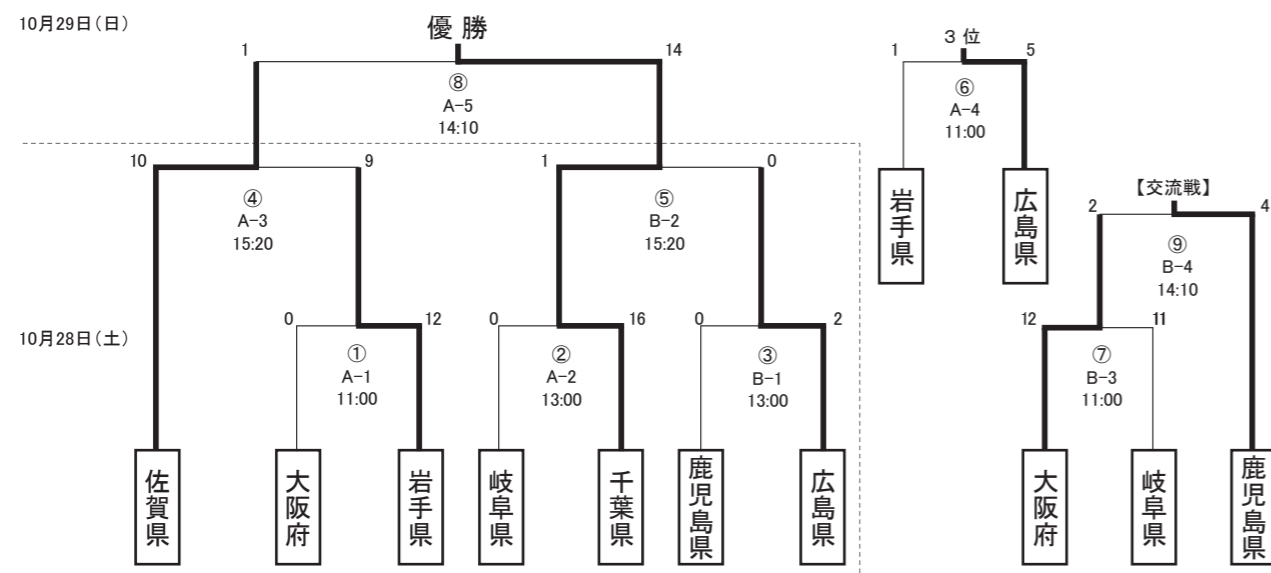 10月29日(日)
優勝
1
14
⑧
A-5
14:10
10
9
1
0
④
A-3
15:20
⑤
B-2
15:20
10月28日(土)
0
12
0
16
0
2
①
A-1
11:00
②
A-2
13:00
③
B-1
13:00
佐賀県
大阪府
岩手県
岐阜県
千葉県
鹿児島県
広島県
3 位
1
5
⑥
A-4
11:00
岩手県
広島県
【交流戦】
2
4
⑨
B-4
14:10
12
11
⑦
B-3
11:00
大阪府
岐阜県
鹿児島県